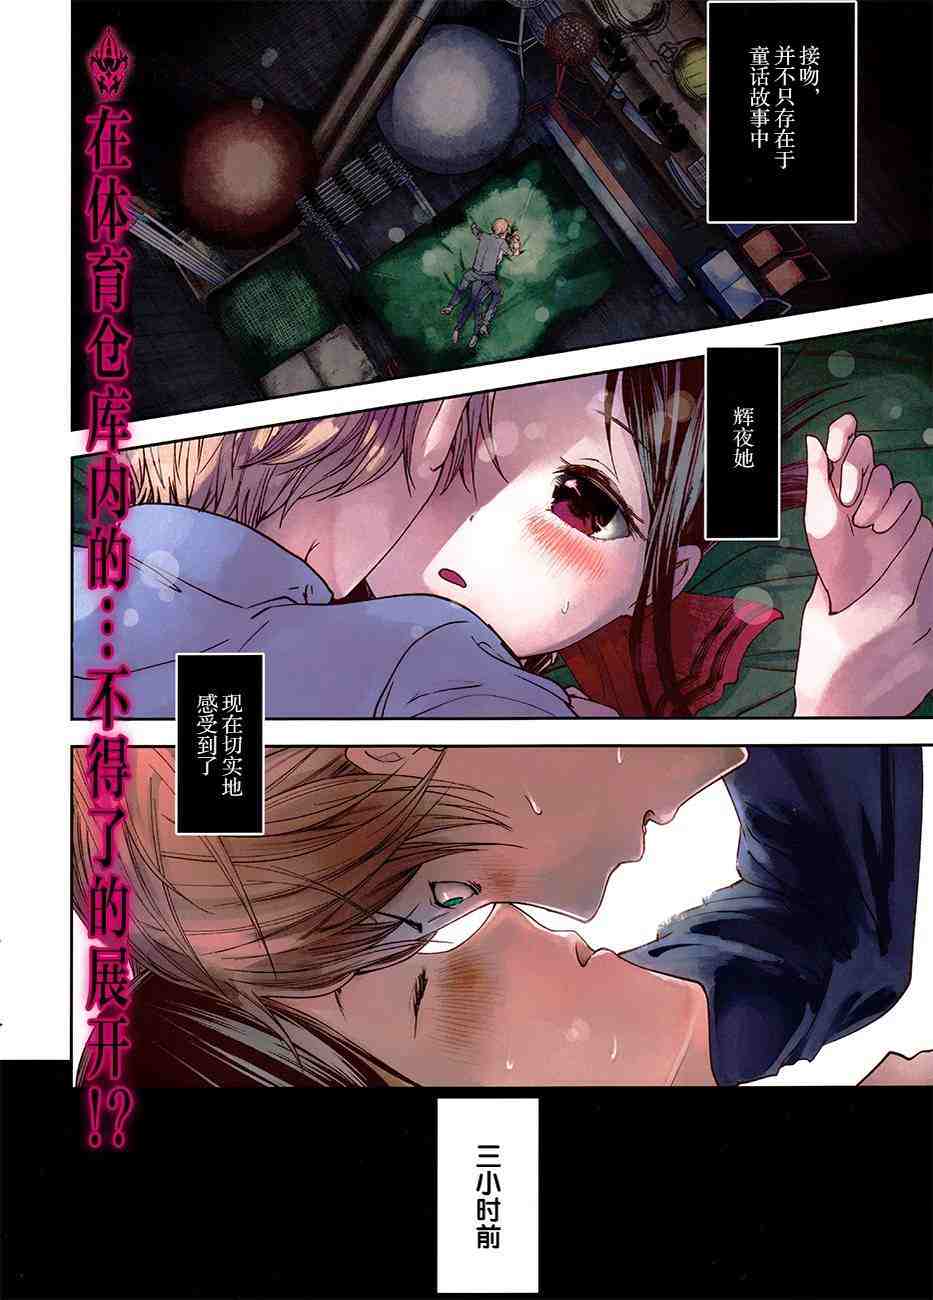 接吻，
并不只存在于
童话故事中
辉夜她
现在切实地
感受到了
在体育仓库内的…不得了的展开!?
三小时前